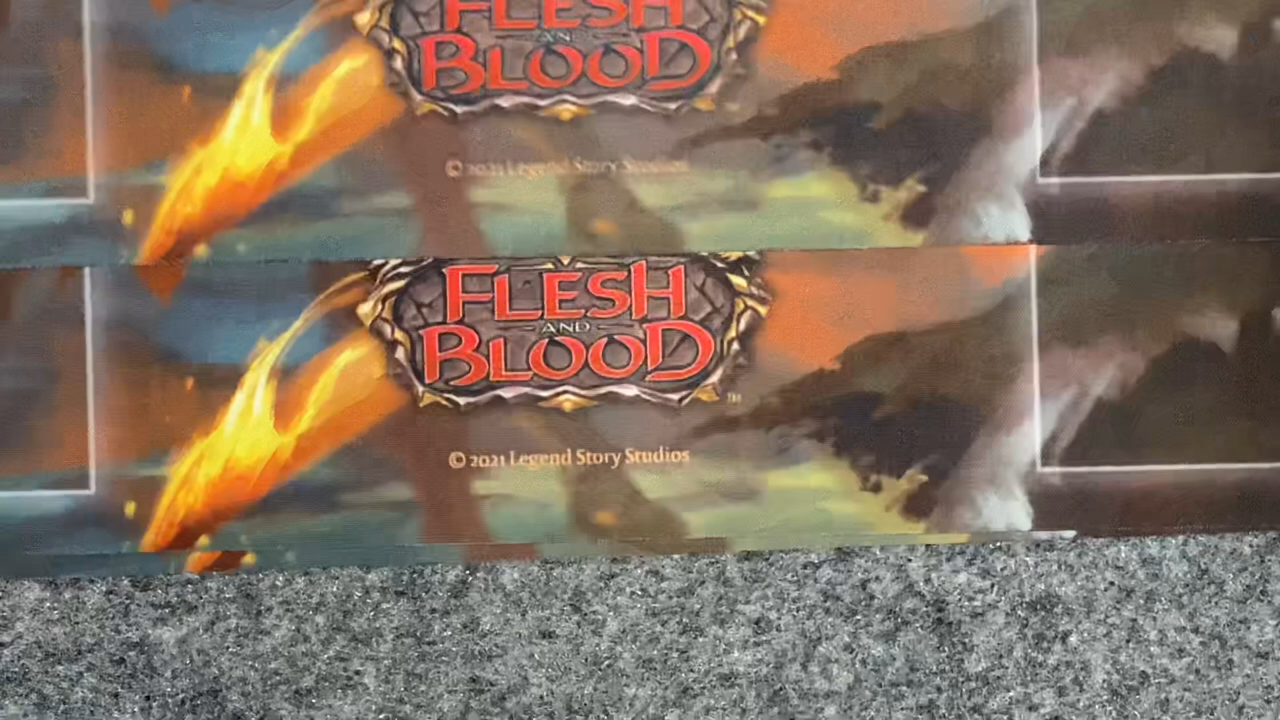 FLESH
AND
BLOOD
© 2021 Legend Story Studios
FLESH
AND
BLOOD
TM
© 2021 Legend Story Studios